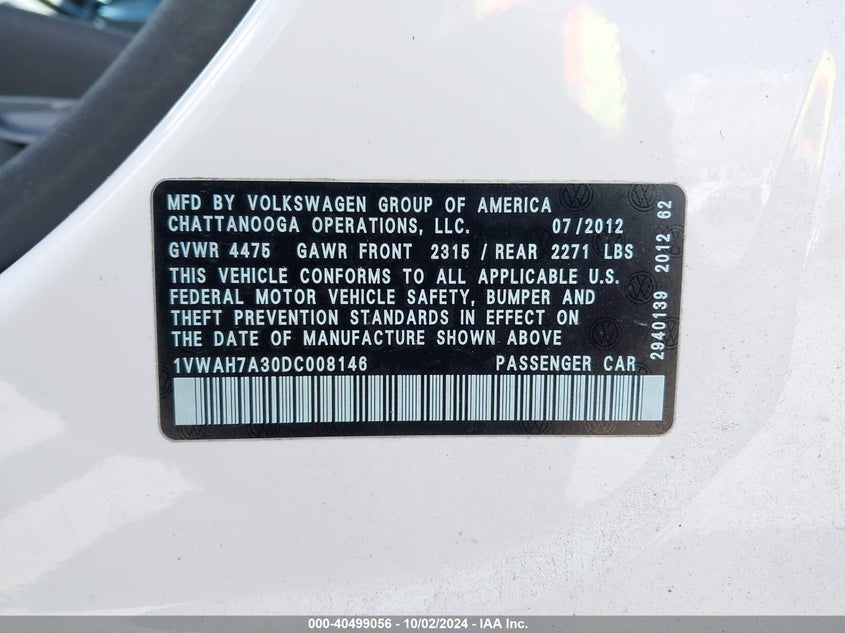 MFD BY VOLKSWAGEN GROUP OF AMERICA
CHATTANOOGA OPERATIONS, LLC. 07/2012
GVWR 4475 GAWR FRONT 2315 / REAR 2271 LBS
THIS VEHICLE CONFORMS TO ALL APPLICABLE U.S.
FEDERAL MOTOR VEHICLE SAFETY, BUMPER AND
THEFT PREVENTION STANDARDS IN EFFECT ON
THE DATE OF MANUFACTURE SHOWN ABOVE
1VWAH7A30DC008146 PASSENGER CAR
2940139 2012 62
000-40499056 | 10/02/2024 | IAA Inc.